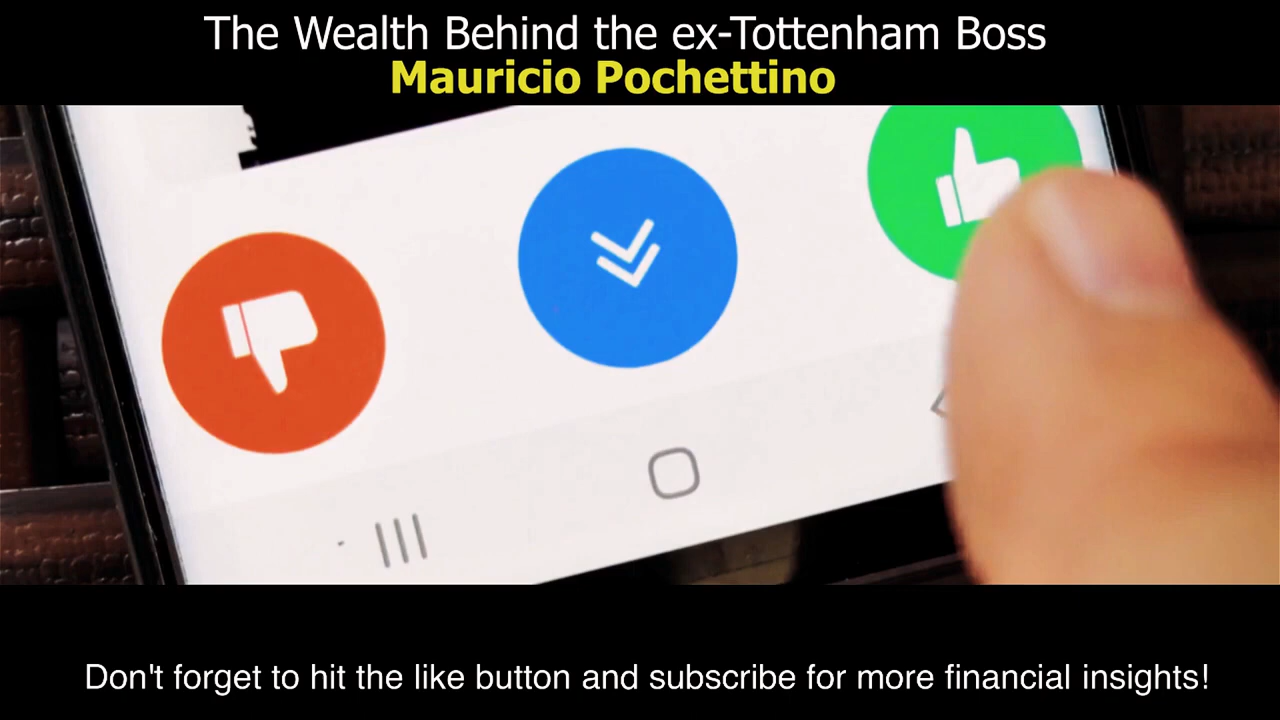 The Wealth Behind the ex-Tottenham Boss
Mauricio Pochettino
Don't forget to hit the like button and subscribe for more financial insights!